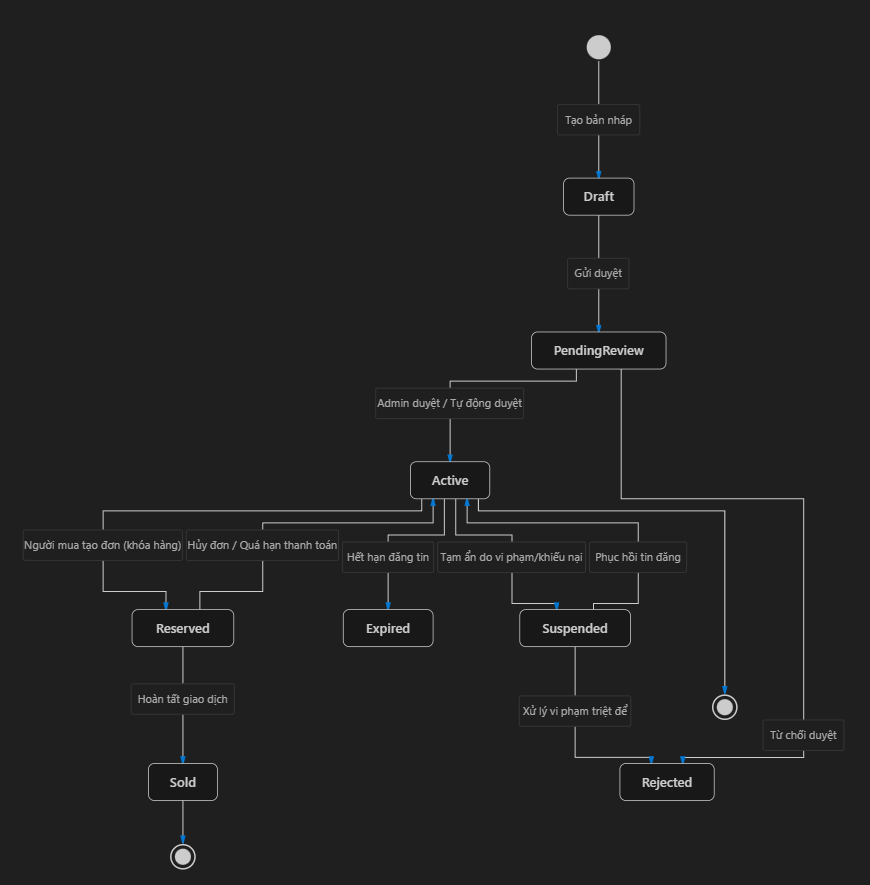 Tạo bản nháp
Draft
Gửi duyệt
PendingReview
Admin duyệt / Tự động duyệt
Active
Người mua tạo đơn (khóa hàng)
Hủy đơn / Quá hạn thanh toán
Hết hạn đăng tin
Tạm ẩn do vi phạm/khiếu nại
Phục hồi tin đăng
Reserved
Expired
Suspended
Hoàn tất giao dịch
Xử lý vi phạm triệt để
Từ chối duyệt
Sold
Rejected